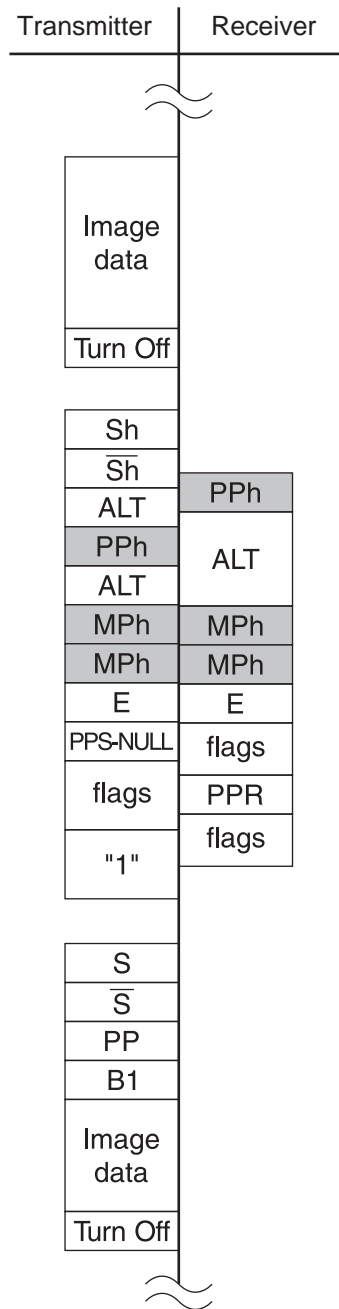 Transmitter Receiver
Image
data
Turn Off
Sh
S̅h̅
PPh
ALT
PPh
ALT
ALT
MPh MPh
MPh MPh
E E
PPS-NULL flags
flags PPR
"1" flags
S
S̅
PP
B1
Image
data
Turn Off